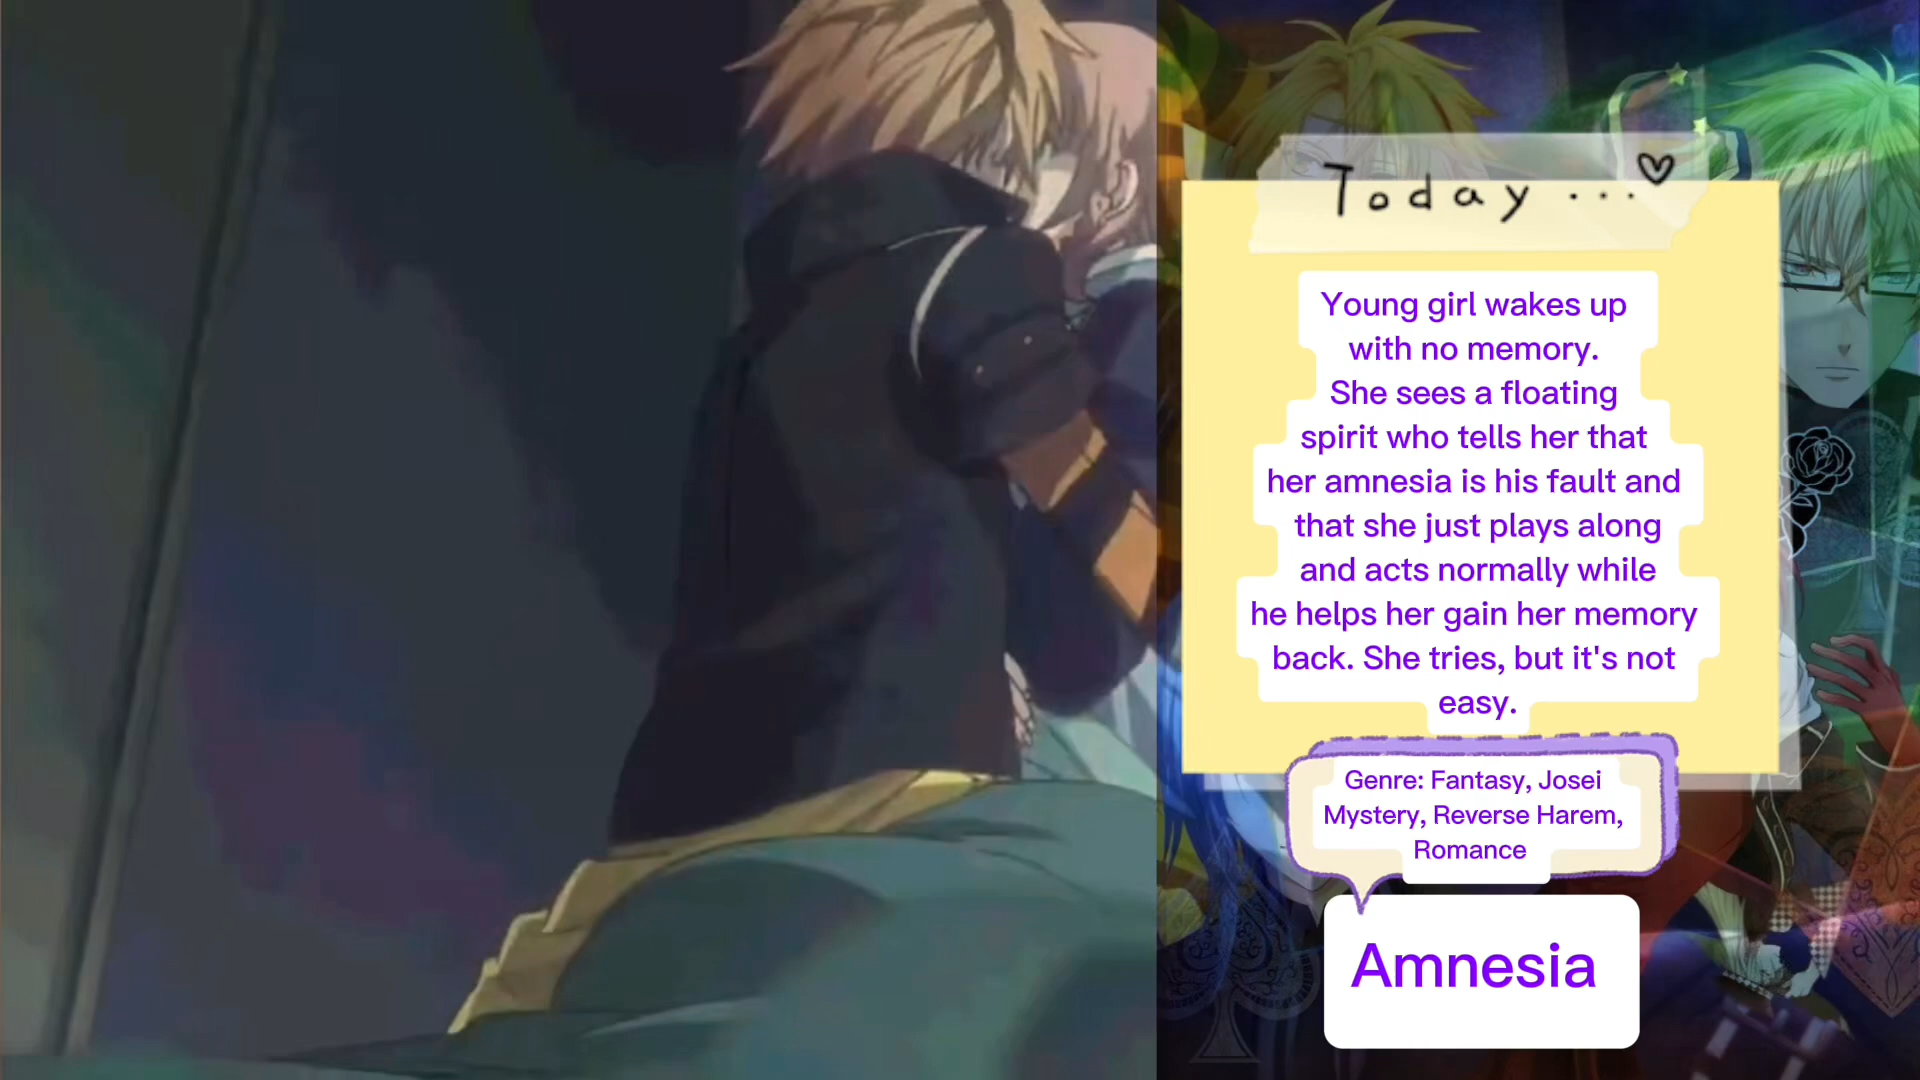 Today ...♡
Young girl wakes up
with no memory.
She sees a floating
spirit who tells her that
her amnesia is his fault and
that she just plays along
and acts normally while
he helps her gain her memory
back. She tries, but it's not
easy.
Genre: Fantasy, Josei
Mystery, Reverse Harem,
Romance
Amnesia